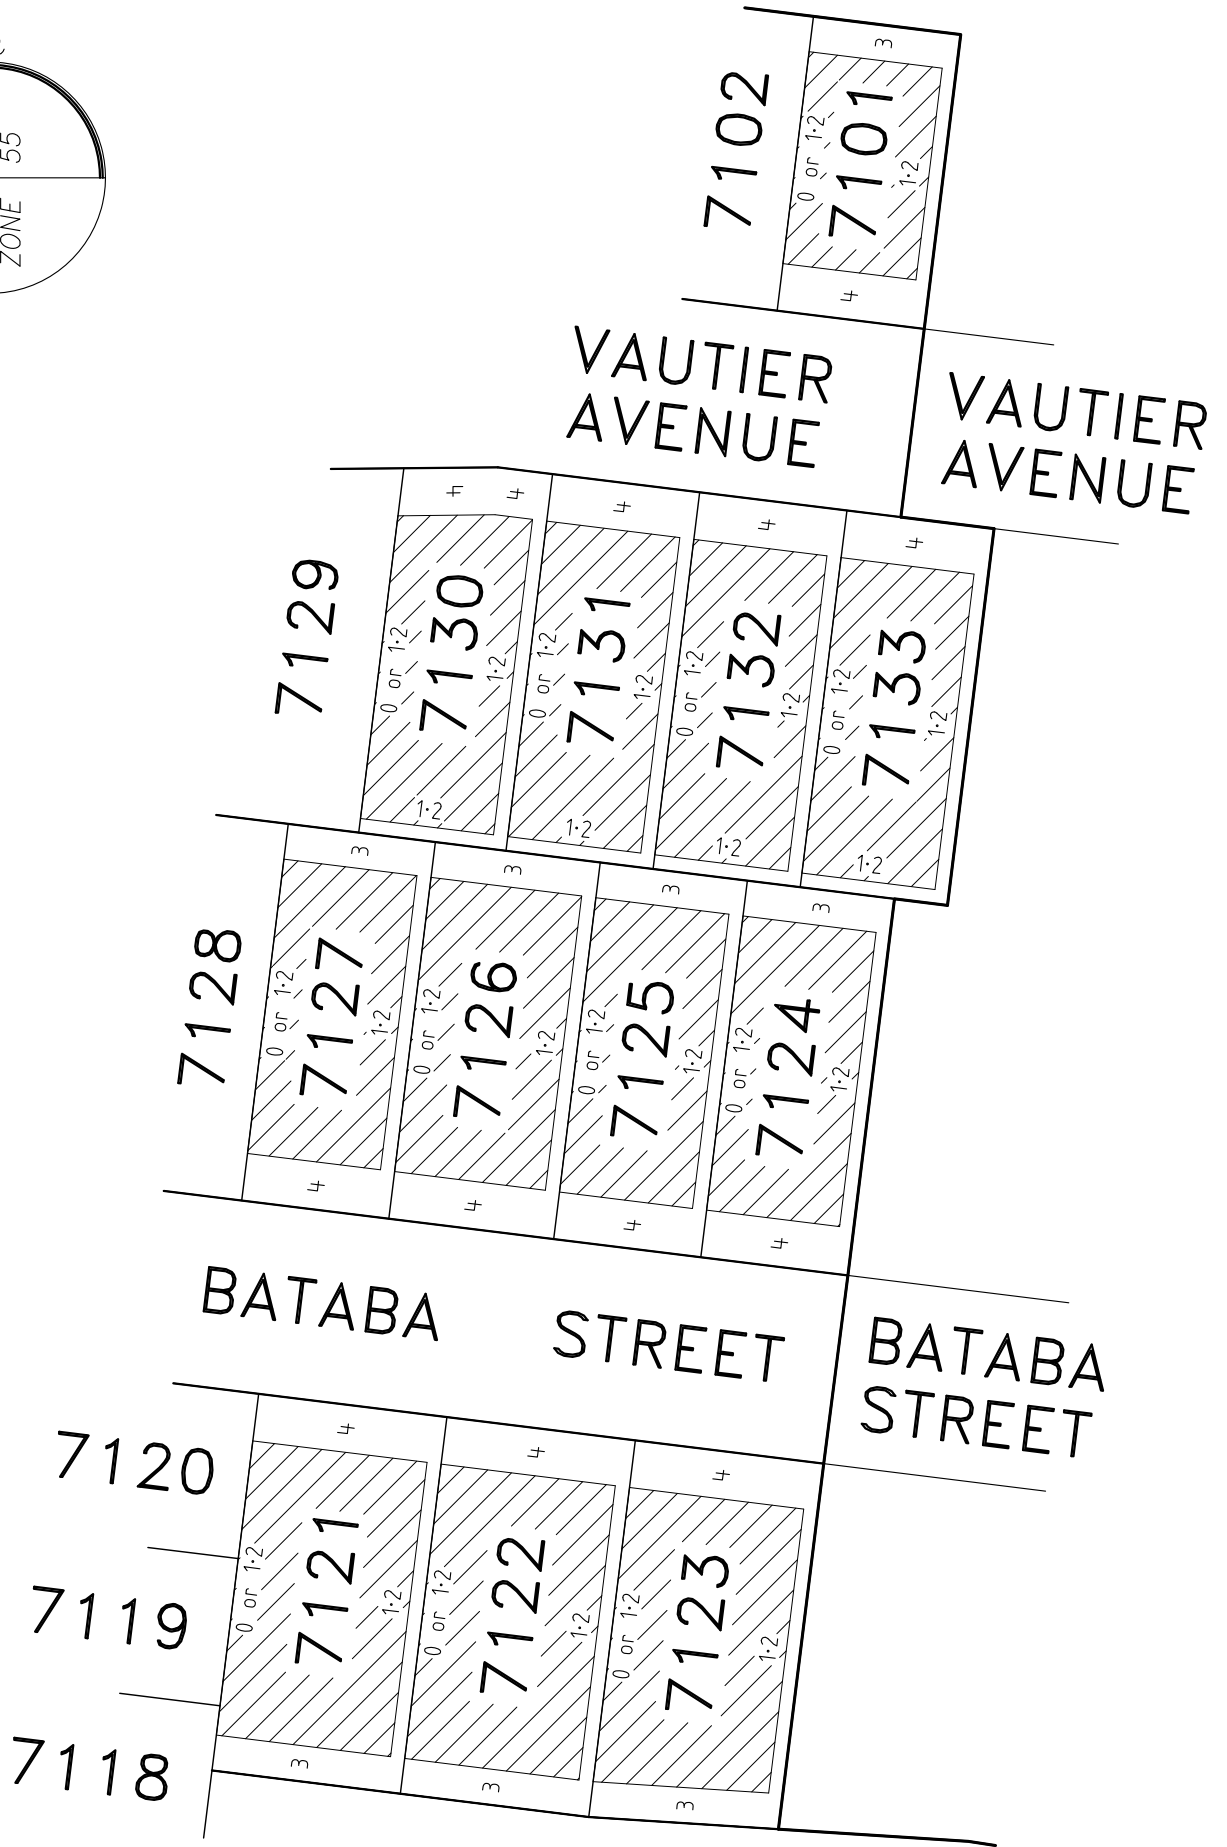 ZONE 55
7102
3
0 or 1·2
7101
1·2
4
VAUTIER
AVENUE
VAUTIER
AVENUE
7129
4
4
0 or 1·2
7130
1·2
1·2
4
0 or 1·2
7131
1·2
1·2
4
0 or 1·2
7132
1·2
1·2
4
0 or 1·2
7133
1·2
1·2
7128
3
0 or 1·2
7127
1·2
4
3
0 or 1·2
7126
1·2
4
3
0 or 1·2
7125
1·2
4
3
0 or 1·2
7124
1·2
4
BATABA STREET
BATABA
STREET
7120
7119
7118
4
0 or 1·2
7121
1·2
3
4
0 or 1·2
7122
1·2
3
4
0 or 1·2
7123
1·2
3